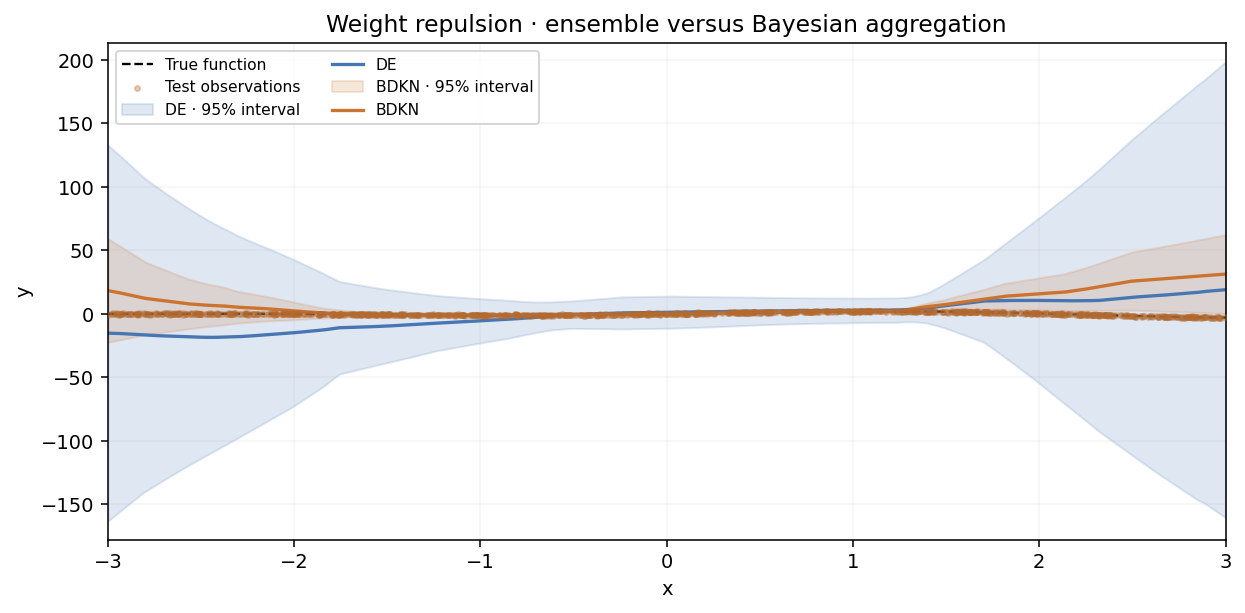 Weight repulsion · ensemble versus Bayesian aggregation
True function
Test observations
DE · 95% interval
DE
BDKN · 95% interval
BDKN
200
150
100
50
0
−50
−100
−150
y
−3
−2
−1
0
1
2
3
x